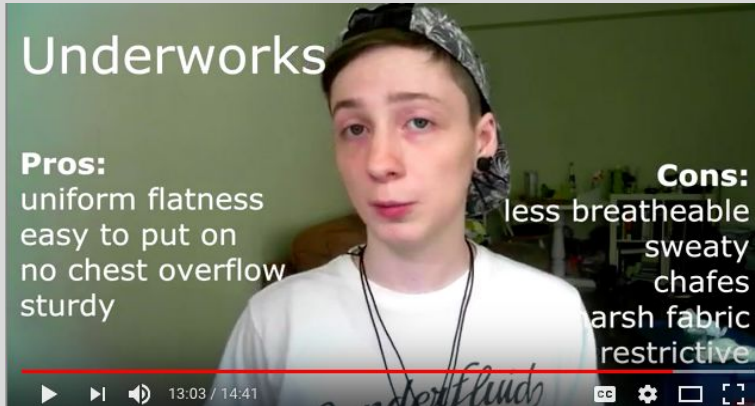 Underworks
Pros:
uniform flatness
easy to put on
no chest overflow
sturdy
Cons:
less breatheable
sweaty
chafes
arsh fabric
restrictive
13:03 / 14:41
CC